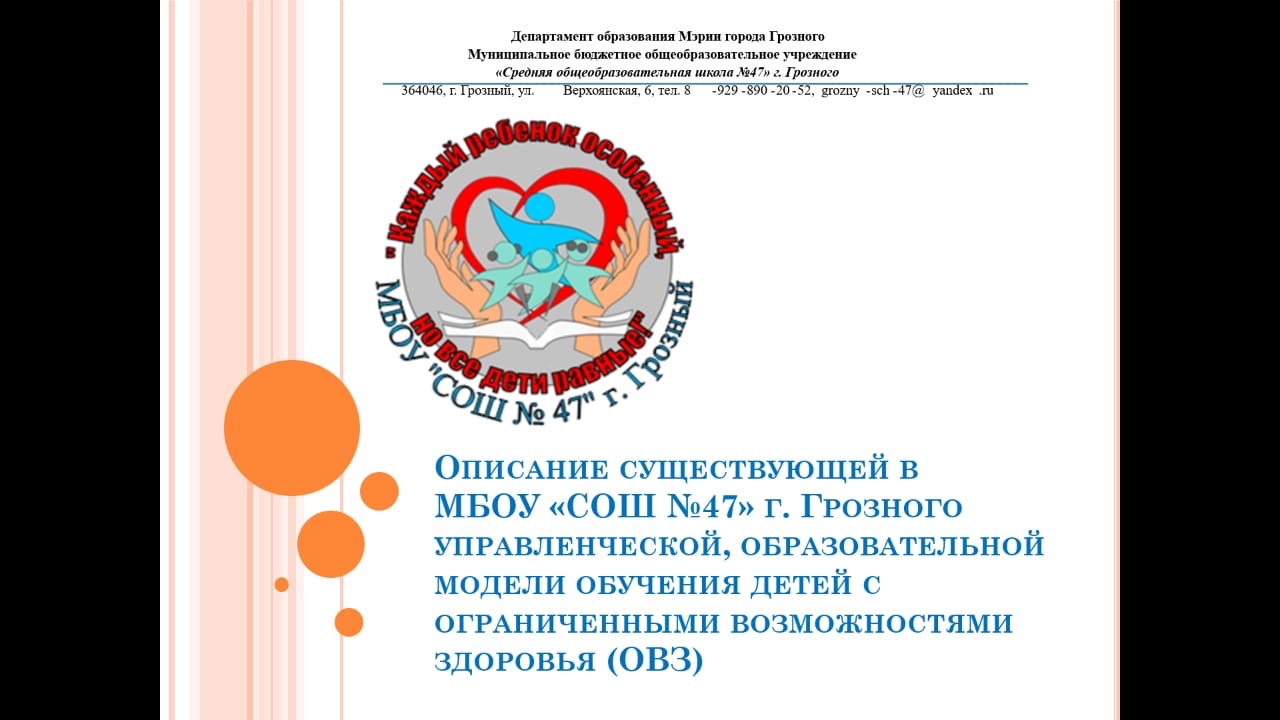 Департамент образования Мэрии города Грозного
Муниципальное бюджетное общеобразовательное учреждение
«Средняя общеобразовательная школа №47» г. Грозного
364046, г. Грозный, ул. Верхоянская, 6, тел. 8 -929 -890 -20 -52, grozny -sch -47@ yandex .ru
"Каждый ребенок особенный,
но все дети равные!"
МБОУ "СОШ № 47" г. Грозный
Описание существующей в
МБОУ «СОШ №47» г. Грозного
управленческой, образовательной
модели обучения детей с
ограниченными возможностями
здоровья (ОВЗ)